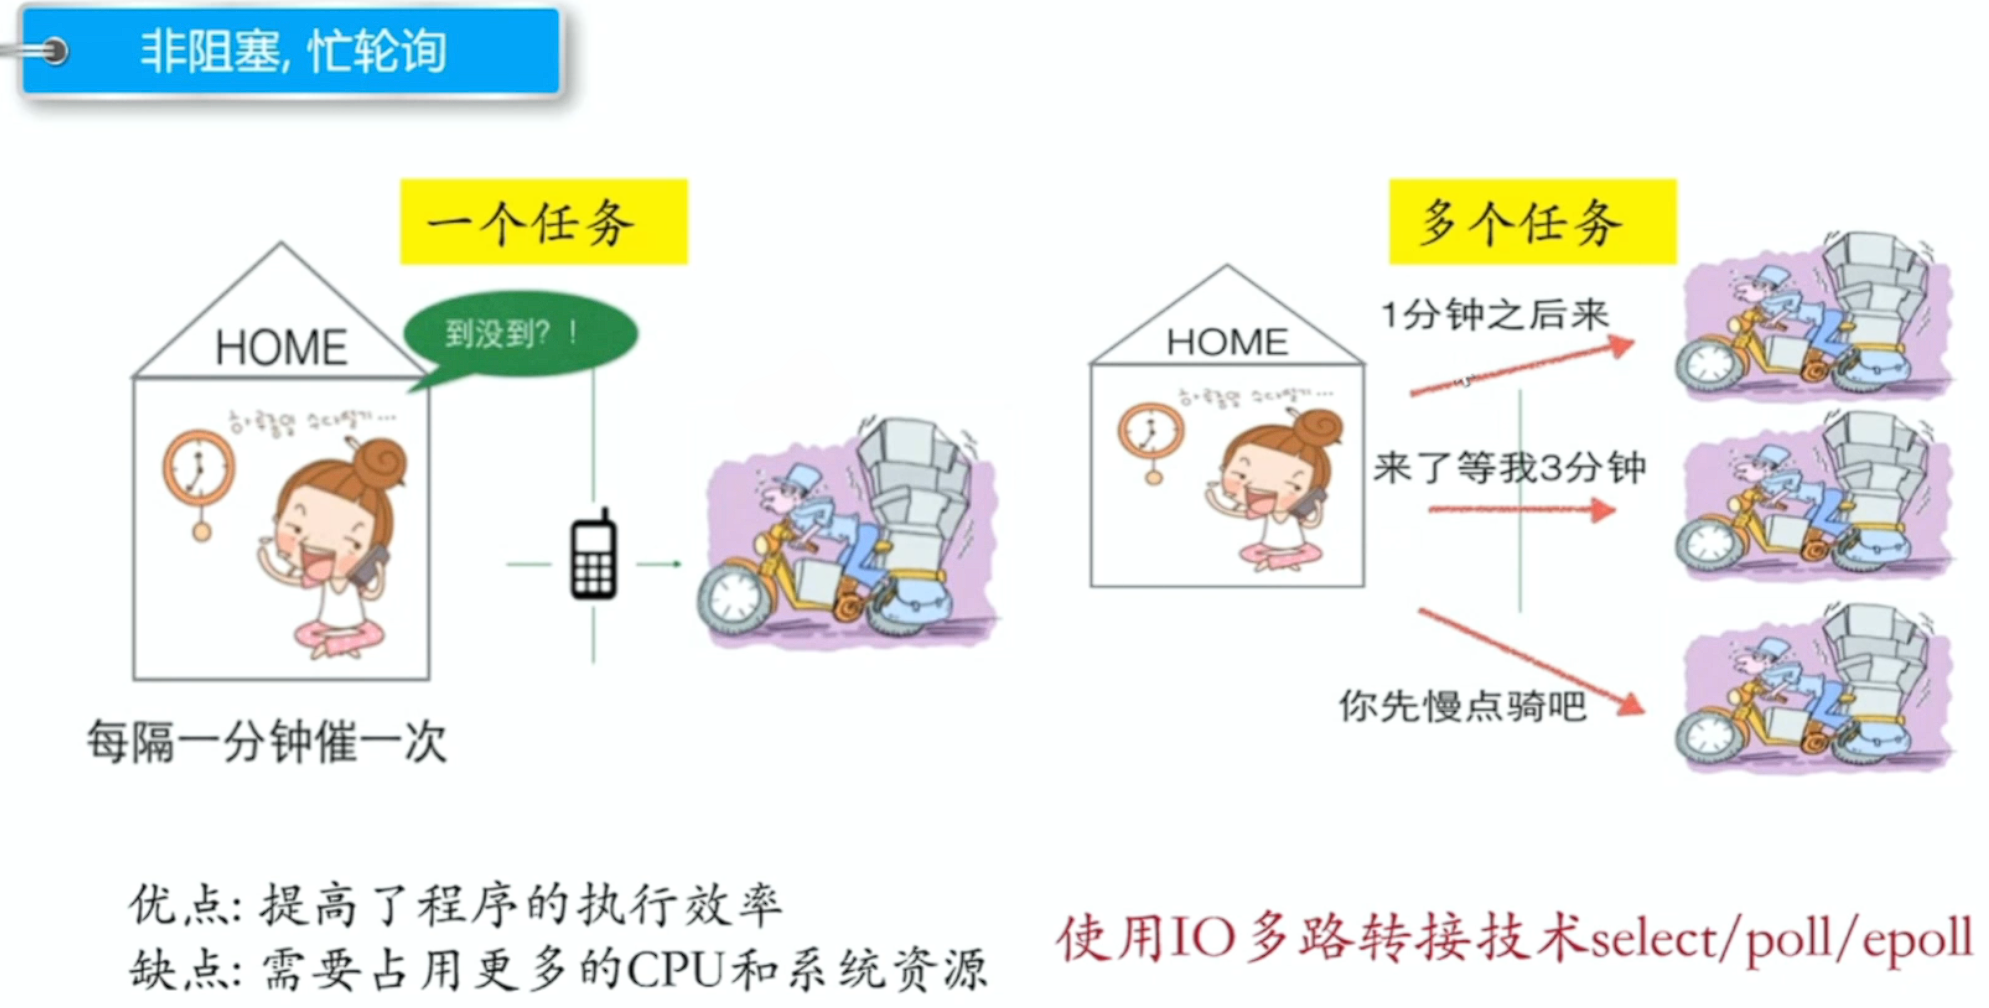 非阻塞, 忙轮询
一个任务
HOME
到没到？！
每隔一分钟催一次
多个任务
HOME
1分钟之后来
来了等我3分钟
你先慢点骑吧
优点: 提高了程序的执行效率
缺点: 需要占用更多的CPU和系统资源
使用IO多路转接技术select/poll/epoll